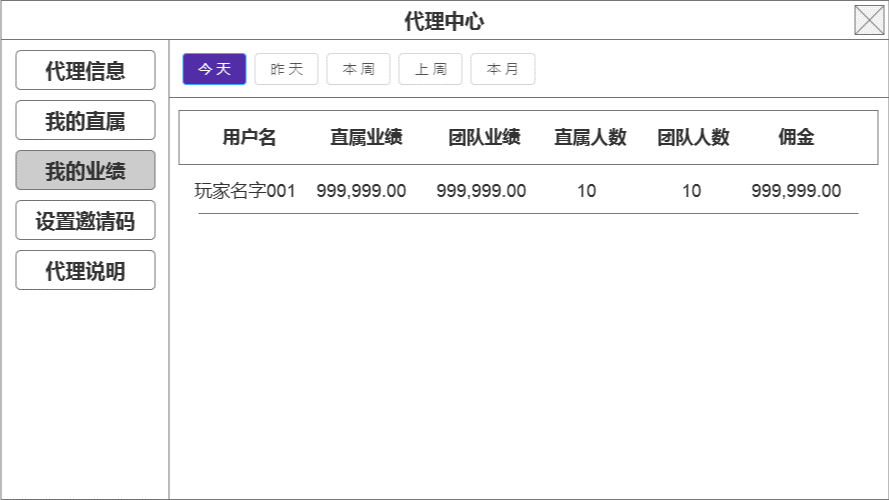 代理中心
代理信息
我的直属
我的业绩
设置邀请码
代理说明
今天 昨天 本周 上周 本月
用户名 直属业绩 团队业绩 直属人数 团队人数 佣金
玩家名字001 999,999.00 999,999.00 10 10 999,999.00